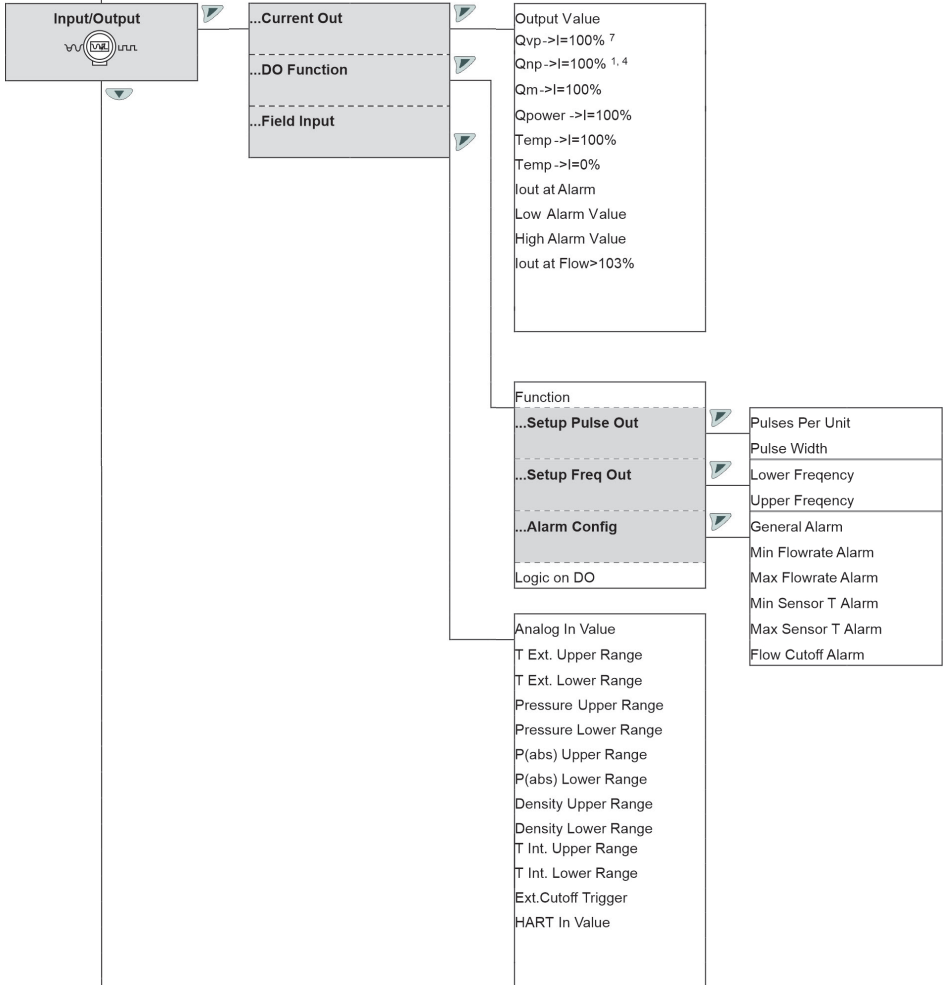 Input/Output
...Current Out
...DO Function
...Field Input
Output Value
Qvp->I=100% 7
Qnp->I=100% 1, 4
Qm->I=100%
Qpower ->I=100%
Temp->I=100%
Temp->I=0%
Iout at Alarm
Low Alarm Value
High Alarm Value
Iout at Flow>103%
Function
...Setup Pulse Out
...Setup Freq Out
...Alarm Config
Logic on DO
Pulses Per Unit
Pulse Width
Lower Freqency
Upper Freqency
General Alarm
Min Flowrate Alarm
Max Flowrate Alarm
Min Sensor T Alarm
Max Sensor T Alarm
Flow Cutoff Alarm
Analog In Value
T Ext. Upper Range
T Ext. Lower Range
Pressure Upper Range
Pressure Lower Range
P(abs) Upper Range
P(abs) Lower Range
Density Upper Range
Density Lower Range
T Int. Upper Range
T Int. Lower Range
Ext.Cutoff Trigger
HART In Value